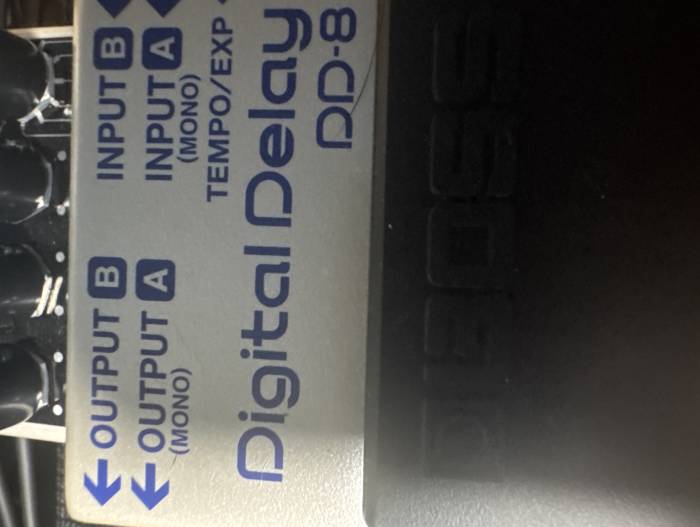 ← OUTPUT B INPUT B ←
← OUTPUT A INPUT A ←
(MONO) (MONO)
TEMPO/EXP
Digital Delay
DD-8
BOSS